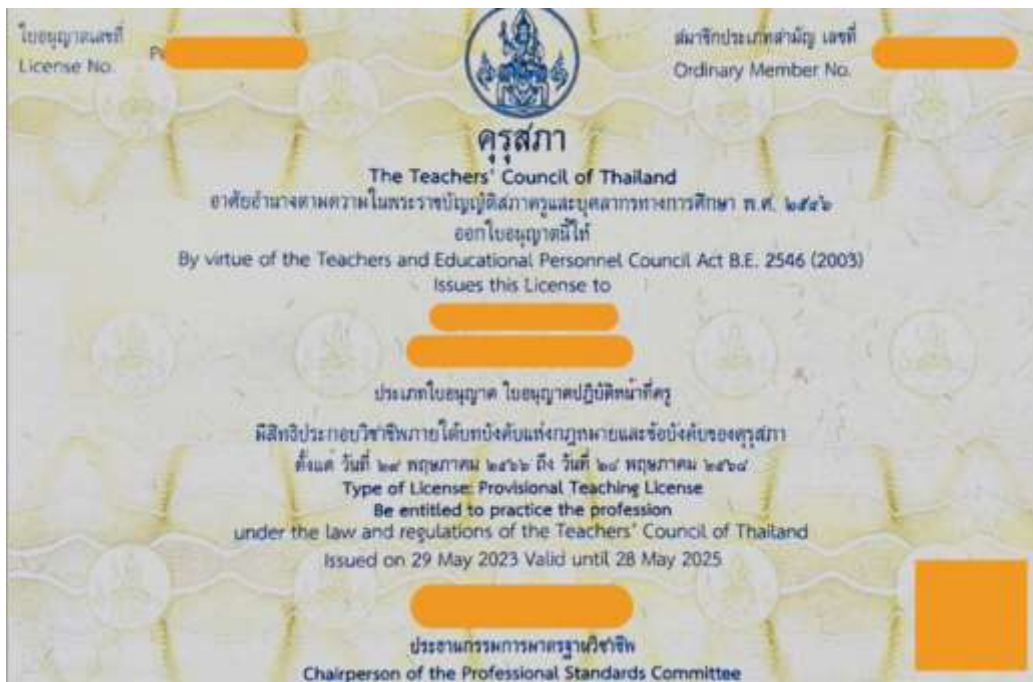 ใบอนุญาตเลขที่
License No.
สมาชิกประเภทสามัญ เลขที่
Ordinary Member No.
คุรุสภา
The Teachers' Council of Thailand
อาศัยอำนาจตามความในพระราชบัญญัติสภาครูและบุคลากรทางการศึกษา พ.ศ. ๒๕๔๖
ออกใบอนุญาตนี้ให้
By virtue of the Teachers and Educational Personnel Council Act B.E. 2546 (2003)
Issues this License to
ประเภทใบอนุญาต ใบอนุญาตปฏิบัติหน้าที่ครู
มีสิทธิประกอบวิชาชีพภายใต้บทบังคับแห่งกฎหมายและข้อบังคับของคุรุสภา
ตั้งแต่ วันที่ ๒๙ พฤษภาคม ๒๕๖๖ ถึง วันที่ ๒๘ พฤษภาคม ๒๕๖๘
Type of License: Provisional Teaching License
Be entitled to practice the profession
under the law and regulations of the Teachers' Council of Thailand
Issued on 29 May 2023 Valid until 28 May 2025
ประธานกรรมการมาตรฐานวิชาชีพ
Chairperson of the Professional Standards Committee